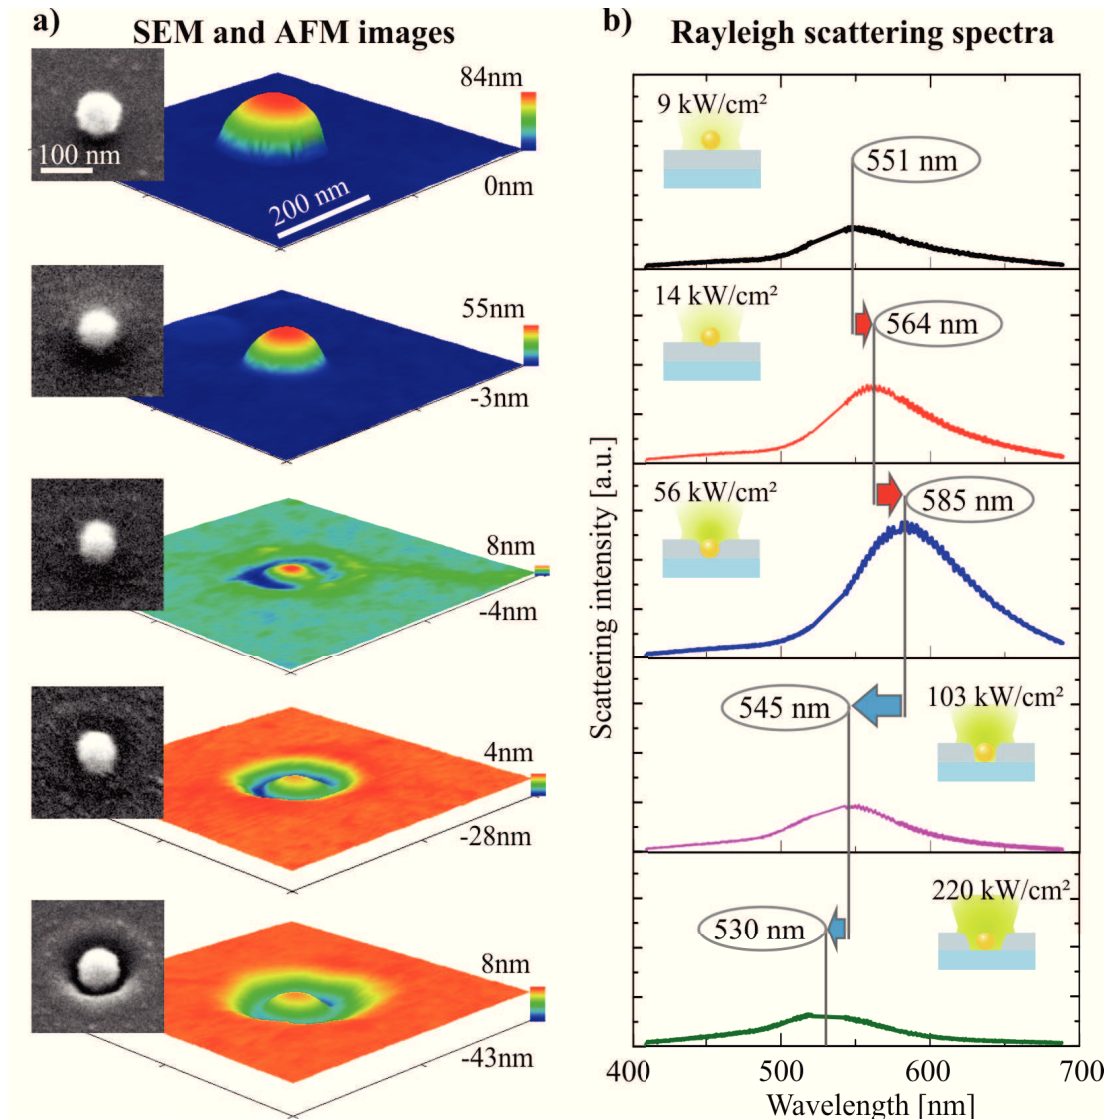 a)
SEM and AFM images
100 nm
84nm
0nm
200 nm
55nm
-3nm
8nm
-4nm
4nm
-28nm
8nm
-43nm
b)
Rayleigh scattering spectra
9 kW/cm²
551 nm
14 kW/cm²
564 nm
56 kW/cm²
585 nm
545 nm
103 kW/cm²
220 kW/cm²
530 nm
Scattering intensity [a.u.]
400 500 600 700
Wavelength [nm]